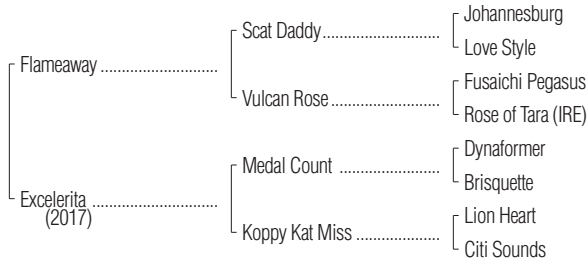 Johannesburg
Scat Daddy
Love Style
Flameaway
Fusaichi Pegasus
Vulcan Rose
Rose of Tara (IRE)
Dynaformer
Medal Count
Brisquette
Excelerita
(2017)
Lion Heart
Koppy Kat Miss
Citi Sounds